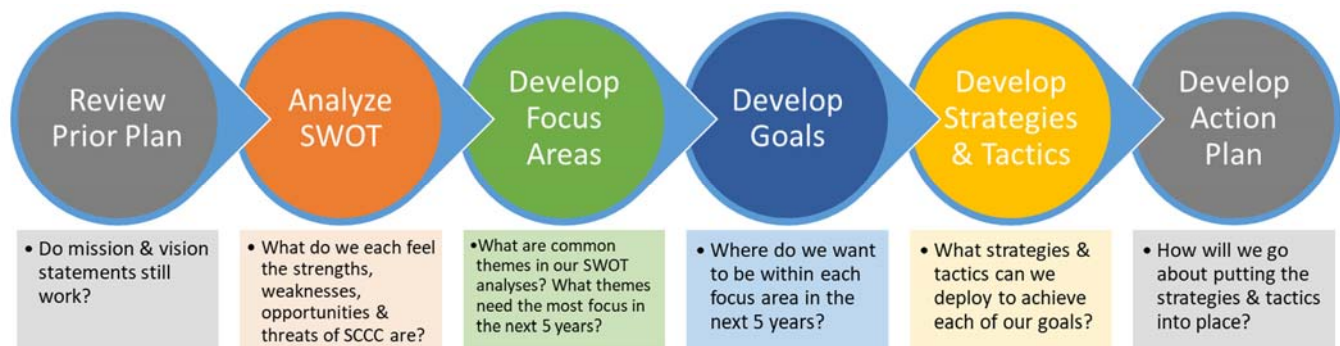 Review
Prior Plan
Analyze
SWOT
Develop
Focus
Areas
Develop
Goals
Develop
Strategies
& Tactics
Develop
Action
Plan
• Do mission & vision
statements still
work?
• What do we each feel
the strengths,
weaknesses,
opportunities &
threats of SCCC are?
•What are common
themes in our SWOT
analyses? What themes
need the most focus in
the next 5 years?
• Where do we want
to be within each
focus area in the
next 5 years?
• What strategies &
tactics can we
deploy to achieve
each of our goals?
• How will we go
about putting the
strategies & tactics
into place?